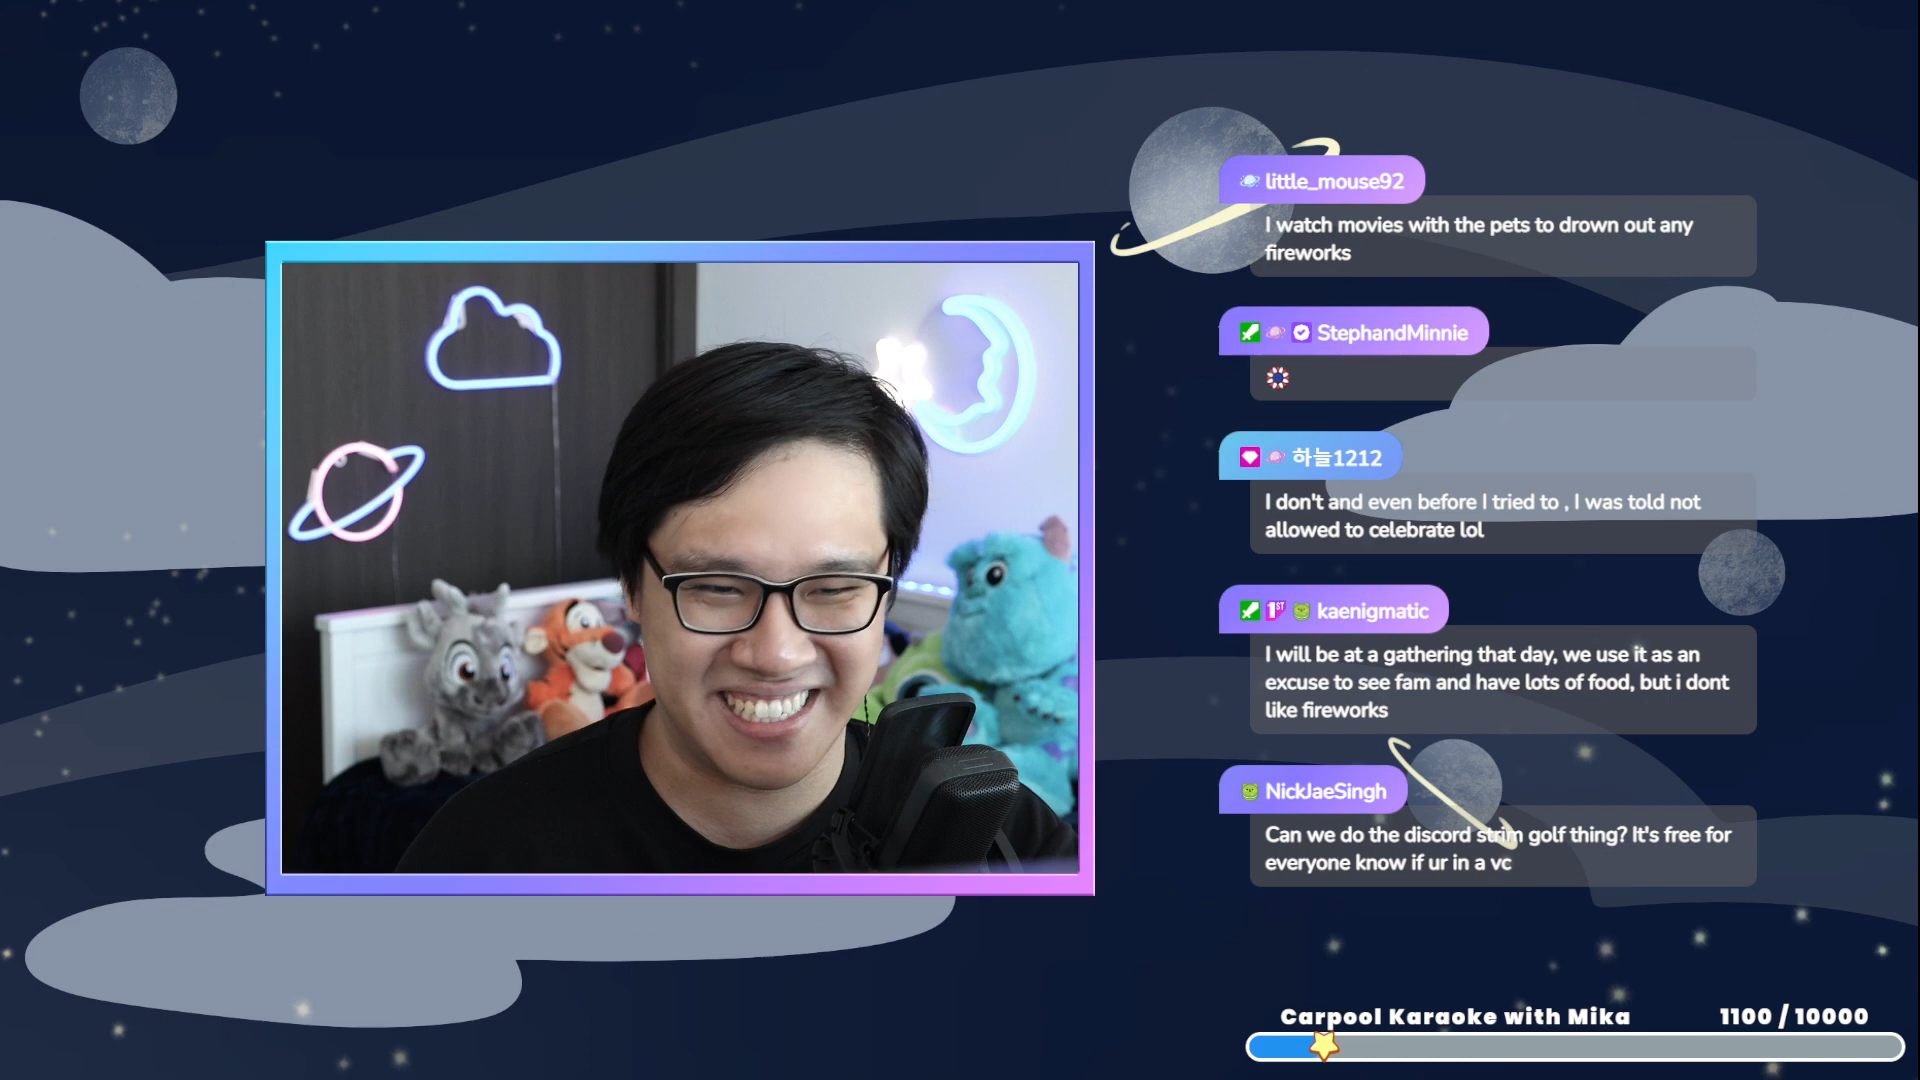 little_mouse92
I watch movies with the pets to drown out any
fireworks
StephandMinnie
하늘1212
I don't and even before I tried to , I was told not
allowed to celebrate lol
1ST kaenigmatic
I will be at a gathering that day, we use it as an
excuse to see fam and have lots of food, but i dont
like fireworks
NickJaeSingh
Can we do the discord strim golf thing? It's free for
everyone know if ur in a vc
Carpool Karaoke with Mika 1100 / 10000